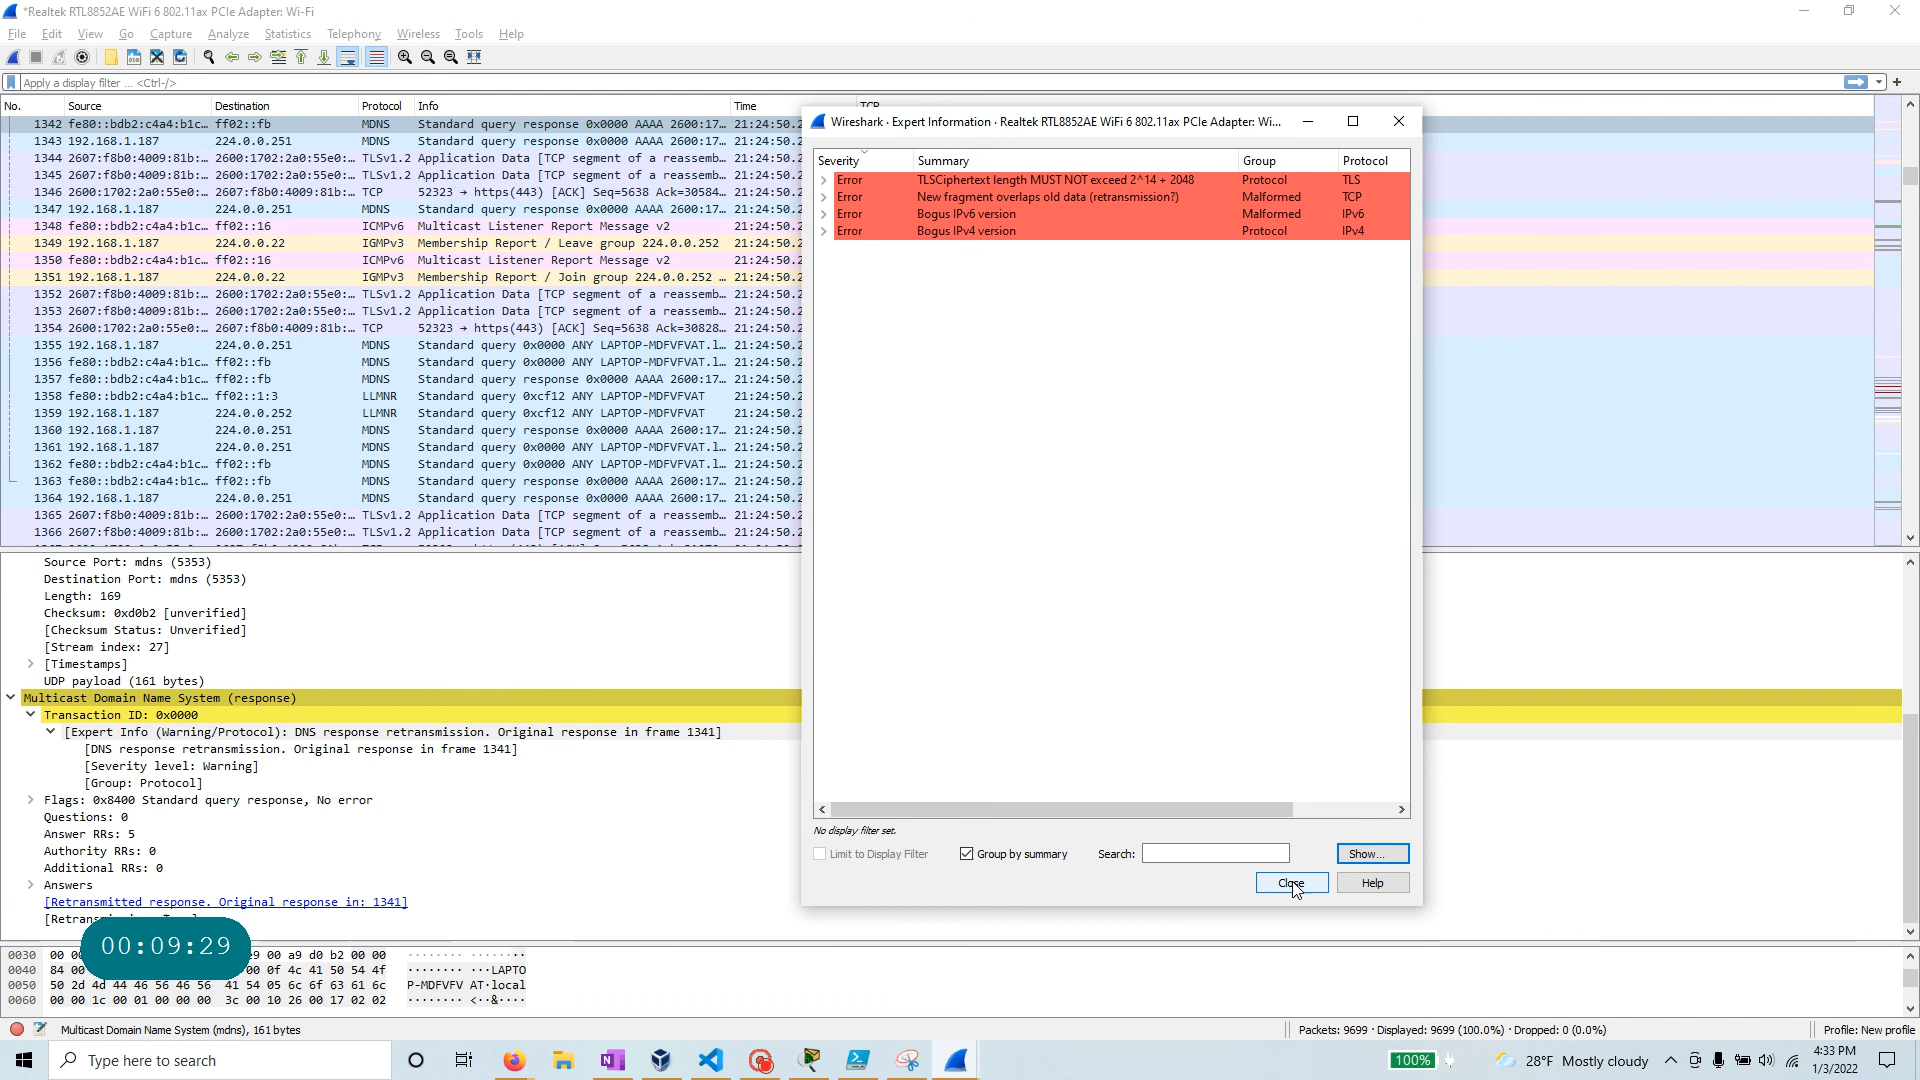 *Realtek RTL8852AE WiFi 6 802.11ax PCIe Adapter: Wi-Fi
File Edit View Go Capture Analyze Statistics Telephony Wireless Tools Help
Apply a display filter ... <Ctrl-/>
No. Source Destination Protocol Info Time TCP
1342 fe80::bdb2:c4a4:b1c… ff02::fb MDNS Standard query response 0x0000 AAAA 2600:17… 21:24:50.2
1343 192.168.1.187 224.0.0.251 MDNS Standard query response 0x0000 AAAA 2600:17… 21:24:50.2
1344 2607:f8b0:4009:81b:… 2600:1702:2a0:55e0:… TLSv1.2 Application Data [TCP segment of a reassemb… 21:24:50.2
1345 2607:f8b0:4009:81b:… 2600:1702:2a0:55e0:… TLSv1.2 Application Data [TCP segment of a reassemb… 21:24:50.2
1346 2600:1702:2a0:55e0:… 2607:f8b0:4009:81b:… TCP 52323 → https(443) [ACK] Seq=5638 Ack=30584… 21:24:50.2
1347 192.168.1.187 224.0.0.251 MDNS Standard query response 0x0000 AAAA 2600:17… 21:24:50.2
1348 fe80::bdb2:c4a4:b1c… ff02::16 ICMPv6 Multicast Listener Report Message v2 21:24:50.2
1349 192.168.1.187 224.0.0.22 IGMPv3 Membership Report / Leave group 224.0.0.252 21:24:50.2
1350 fe80::bdb2:c4a4:b1c… ff02::16 ICMPv6 Multicast Listener Report Message v2 21:24:50.2
1351 192.168.1.187 224.0.0.22 IGMPv3 Membership Report / Join group 224.0.0.252 … 21:24:50.2
1352 2607:f8b0:4009:81b:… 2600:1702:2a0:55e0:… TLSv1.2 Application Data [TCP segment of a reassemb… 21:24:50.2
1353 2607:f8b0:4009:81b:… 2600:1702:2a0:55e0:… TLSv1.2 Application Data [TCP segment of a reassemb… 21:24:50.2
1354 2600:1702:2a0:55e0:… 2607:f8b0:4009:81b:… TCP 52323 → https(443) [ACK] Seq=5638 Ack=30828… 21:24:50.2
1355 192.168.1.187 224.0.0.251 MDNS Standard query 0x0000 ANY LAPTOP-MDFVFVAT.l… 21:24:50.2
1356 fe80::bdb2:c4a4:b1c… ff02::fb MDNS Standard query 0x0000 ANY LAPTOP-MDFVFVAT.l… 21:24:50.2
1357 fe80::bdb2:c4a4:b1c… ff02::fb MDNS Standard query response 0x0000 AAAA 2600:17… 21:24:50.2
1358 fe80::bdb2:c4a4:b1c… ff02::1:3 LLMNR Standard query 0xcf12 ANY LAPTOP-MDFVFVAT 21:24:50.2
1359 192.168.1.187 224.0.0.252 LLMNR Standard query 0xcf12 ANY LAPTOP-MDFVFVAT 21:24:50.2
1360 192.168.1.187 224.0.0.251 MDNS Standard query response 0x0000 AAAA 2600:17… 21:24:50.2
1361 192.168.1.187 224.0.0.251 MDNS Standard query 0x0000 ANY LAPTOP-MDFVFVAT.l… 21:24:50.2
1362 fe80::bdb2:c4a4:b1c… ff02::fb MDNS Standard query 0x0000 ANY LAPTOP-MDFVFVAT.l… 21:24:50.2
1363 fe80::bdb2:c4a4:b1c… ff02::fb MDNS Standard query response 0x0000 AAAA 2600:17… 21:24:50.2
1364 192.168.1.187 224.0.0.251 MDNS Standard query response 0x0000 AAAA 2600:17… 21:24:50.2
1365 2607:f8b0:4009:81b:… 2600:1702:2a0:55e0:… TLSv1.2 Application Data [TCP segment of a reassemb… 21:24:50.2
1366 2607:f8b0:4009:81b:… 2600:1702:2a0:55e0:… TLSv1.2 Application Data [TCP segment of a reassemb… 21:24:50.2
Wireshark · Expert Information · Realtek RTL8852AE WiFi 6 802.11ax PCIe Adapter: Wi...
Severity Summary Group Protocol
Error TLSCiphertext length MUST NOT exceed 2^14 + 2048 Protocol TLS
Error New fragment overlaps old data (retransmission?) Malformed TCP
Error Bogus IPv6 version Malformed IPv6
Error Bogus IPv4 version Protocol IPv4
No display filter set.
Limit to Display Filter Group by summary Search: Show...
Close Help
Source Port: mdns (5353)
Destination Port: mdns (5353)
Length: 169
Checksum: 0xd0b2 [unverified]
[Checksum Status: Unverified]
[Stream index: 27]
[Timestamps]
UDP payload (161 bytes)
Multicast Domain Name System (response)
Transaction ID: 0x0000
[Expert Info (Warning/Protocol): DNS response retransmission. Original response in frame 1341]
[DNS response retransmission. Original response in frame 1341]
[Severity level: Warning]
[Group: Protocol]
Flags: 0x8400 Standard query response, No error
Questions: 0
Answer RRs: 5
Authority RRs: 0
Additional RRs: 0
Answers
[Retransmitted response. Original response in: 1341]
[Retrans
00:09:29
0030 00 e9 00 a9 d0 b2 00 00 ········ ········
0040 84 00 00 0f 4c 41 50 54 4f ········ ···LAPTO
0050 50 2d 4d 44 46 56 46 56 41 54 05 6c 6f 63 61 6c P-MDFVFV AT·local
0060 00 00 1c 00 01 00 00 00 3c 00 10 26 00 17 02 02 ········ <··&····
Multicast Domain Name System (mdns), 161 bytes Packets: 9699 · Displayed: 9699 (100.0%) · Dropped: 0 (0.0%) Profile: New profile
Type here to search 100% 28°F Mostly cloudy 4:33 PM
1/3/2022